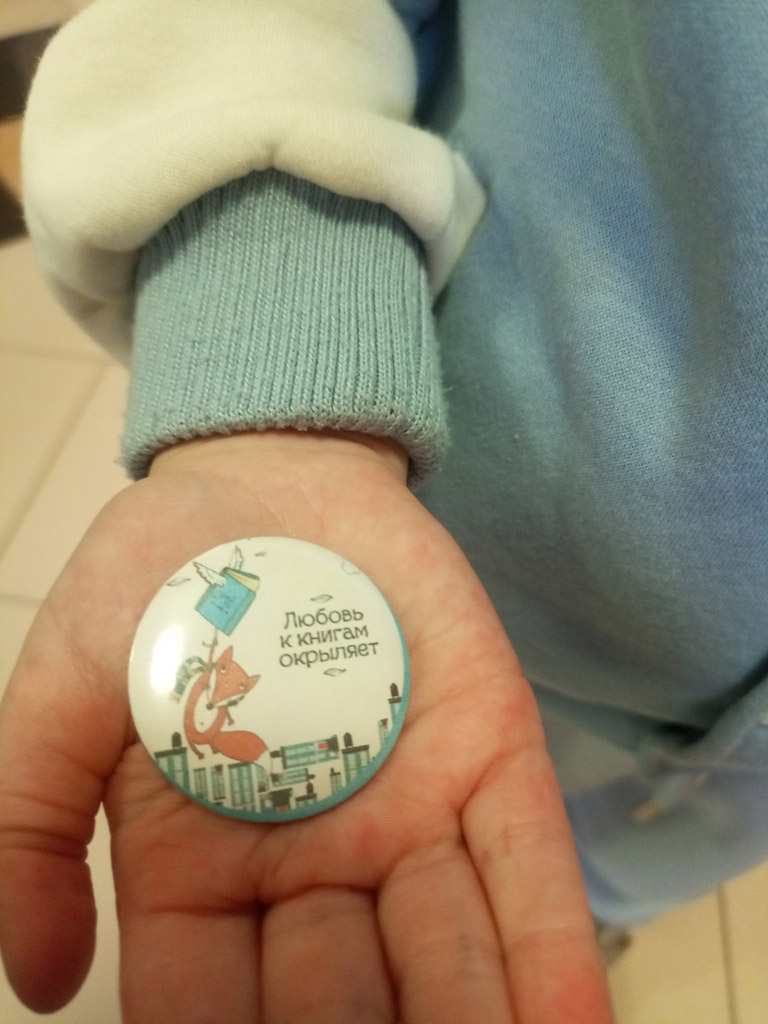 Любовь
к книгам
окрыляет